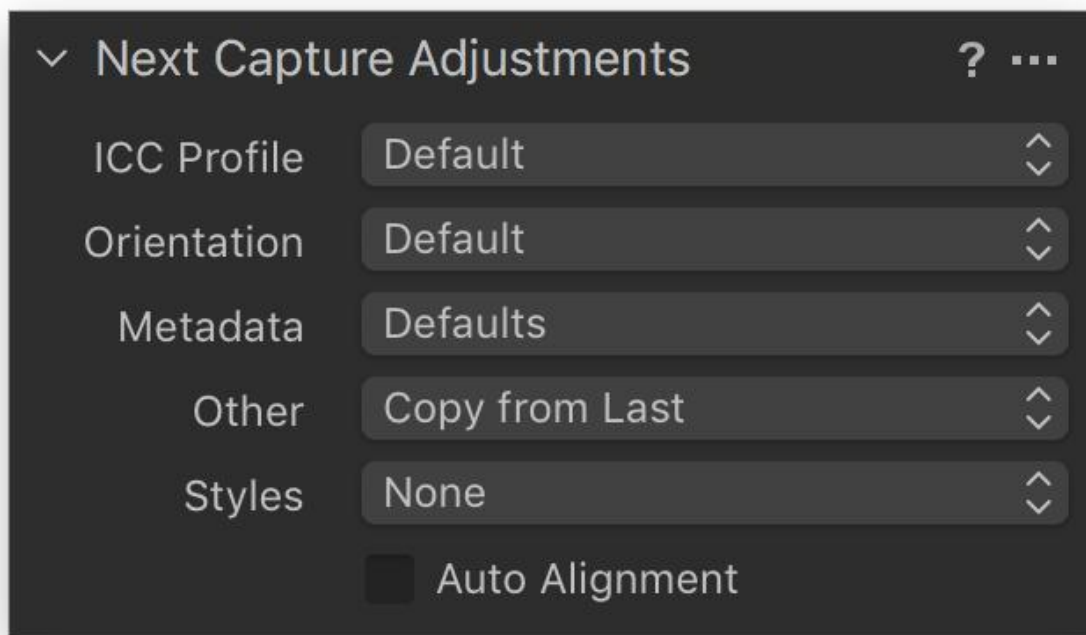 Next Capture Adjustments ? ...
ICC Profile Default
Orientation Default
Metadata Defaults
Other Copy from Last
Styles None
Auto Alignment